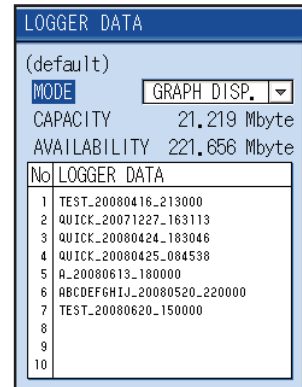 LOGGER DATA
(default)
MODE GRAPH DISP.
CAPACITY 21.219 Mbyte
AVAILABILITY 221.656 Mbyte
No LOGGER DATA
1 TEST_20080416_213000
2 QUICK_20071227_163113
3 QUICK_20080424_183046
4 QUICK_20080425_084538
5 A_20080613_180000
6 ABCDEFGHIJ_20080520_220000
7 TEST_20080620_150000
8
9
10